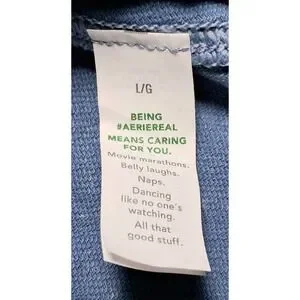 L/G
BEING
#AERIEREAL
MEANS CARING
FOR YOU.
Movie marathons.
Belly laughs.
Naps.
Dancing
like no one's
watching.
All that
good stuff.